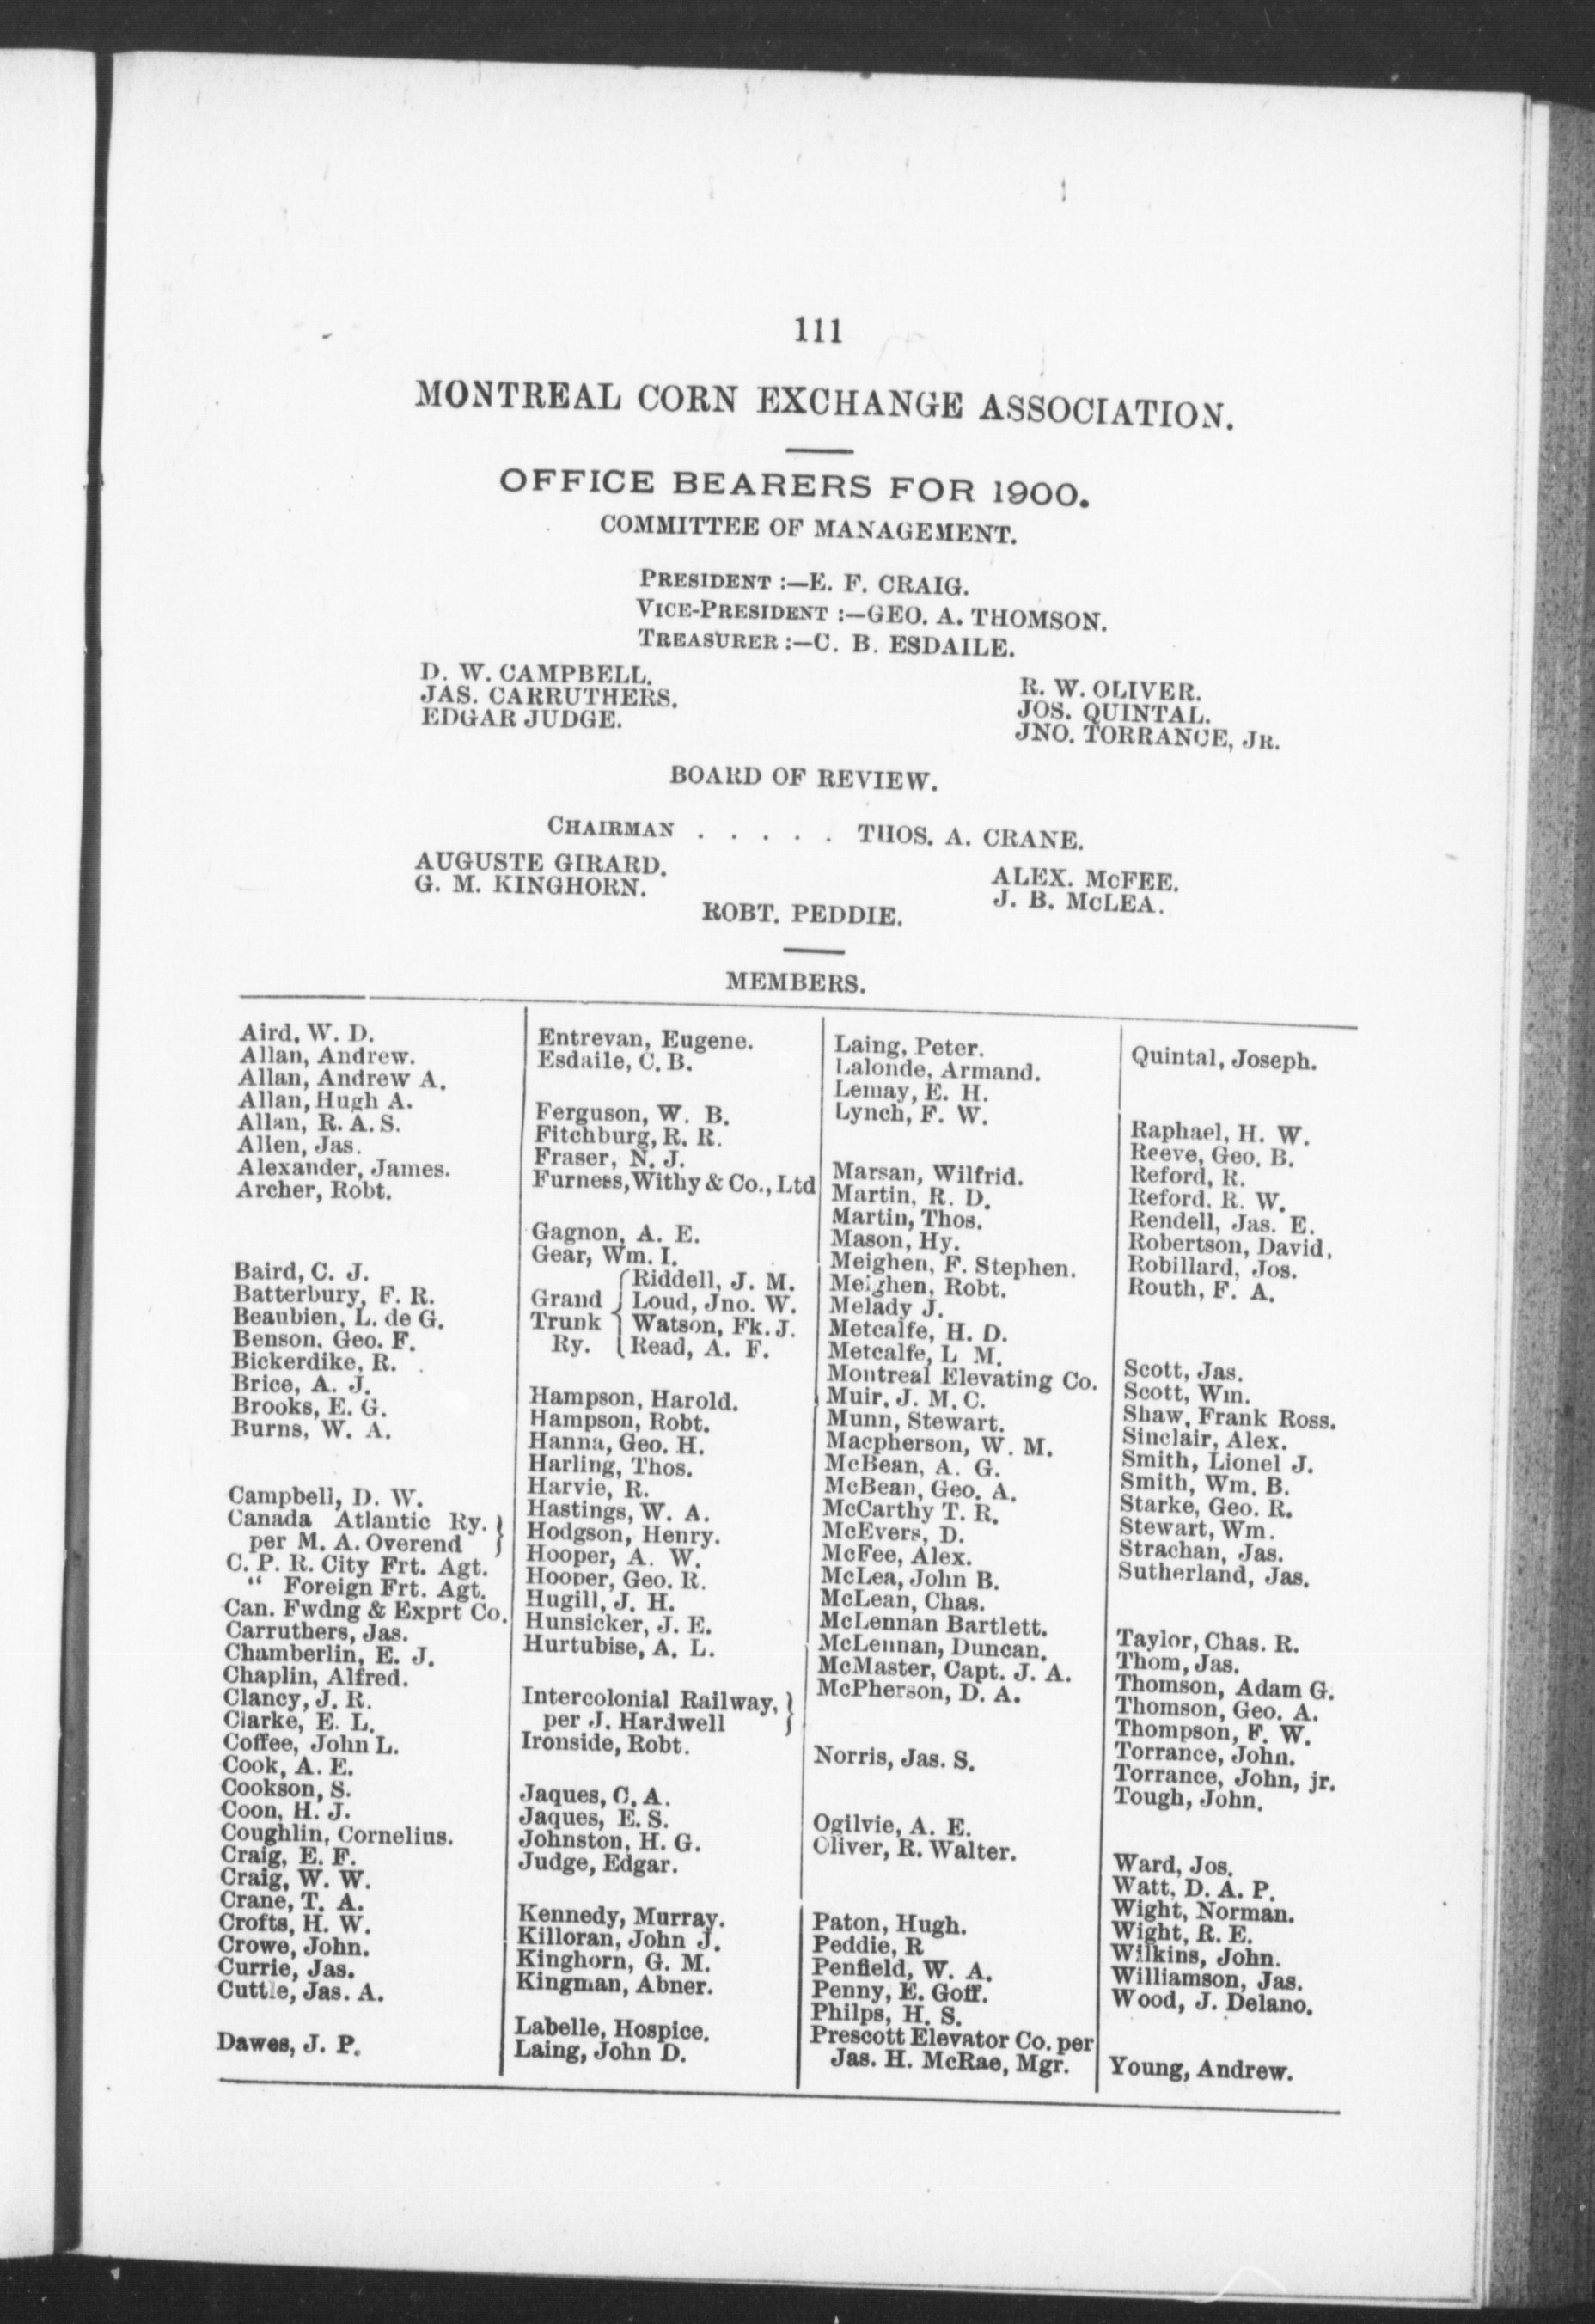 111
MONTREAL CORN EXCHANGE ASSOCIATION.
OFFICE BEARERS FOR 1900.
COMMITTEE OF MANAGEMENT.
PRESIDENT :—E. F. CRAIG.
VICE-PRESIDENT :—GEO. A. THOMSON.
TREASURER :—C. B. ESDAILE.
D. W. CAMPBELL.
JAS. CARRUTHERS.
EDGAR JUDGE.
R. W. OLIVER.
JOS. QUINTAL.
JNO. TORRANCE, JR.
BOARD OF REVIEW.
CHAIRMAN . . . . . THOS. A. CRANE.
AUGUSTE GIRARD.
G. M. KINGHORN.
ALEX. McFEE.
J. B. McLEA.
ROBT. PEDDIE.
MEMBERS.
Aird, W. D.
Allan, Andrew.
Allan, Andrew A.
Allan, Hugh A.
Allan, R. A. S.
Allen, Jas.
Alexander, James.
Archer, Robt.
Baird, C. J.
Batterbury, F. R.
Beaubien, L. de G.
Benson, Geo. F.
Bickerdike, R.
Brice, A. J.
Brooks, E. G.
Burns, W. A.
Campbell, D. W.
Canada Atlantic Ry. }
per M. A. Overend }
C. P. R. City Frt. Agt.
“ Foreign Frt. Agt.
Can. Fwdng & Exprt Co.
Carruthers, Jas.
Chamberlin, E. J.
Chaplin, Alfred.
Clancy, J. R.
Clarke, E. L.
Coffee, John L.
Cook, A. E.
Cookson, S.
Coon, H. J.
Coughlin, Cornelius.
Craig, E. F.
Craig, W. W.
Crane, T. A.
Crofts, H. W.
Crowe, John.
Currie, Jas.
Cuttle, Jas. A.
Dawes, J. P.
Entrevan, Eugene.
Esdaile, C. B.
Ferguson, W. B.
Fitchburg, R. R.
Fraser, N. J.
Furness, Withy & Co., Ltd
Gagnon, A. E.
Gear, Wm. I.
{ Riddell, J. M.
Grand { Loud, Jno. W.
Trunk { Watson, Fk. J.
Ry. { Read, A. F.
Hampson, Harold.
Hampson, Robt.
Hanna, Geo. H.
Harling, Thos.
Harvie, R.
Hastings, W. A.
Hodgson, Henry.
Hooper, A. W.
Hooper, Geo. R.
Hugill, J. H.
Hunsicker, J. E.
Hurtubise, A. L.
Intercolonial Railway, }
per J. Hardwell }
Ironside, Robt.
Jaques, C. A.
Jaques, E. S.
Johnston, H. G.
Judge, Edgar.
Kennedy, Murray.
Killoran, John J.
Kinghorn, G. M.
Kingman, Abner.
Labelle, Hospice.
Laing, John D.
Laing, Peter.
Lalonde, Armand.
Lemay, E. H.
Lynch, F. W.
Marsan, Wilfrid.
Martin, R. D.
Martin, Thos.
Mason, Hy.
Meighen, F. Stephen.
Meighen, Robt.
Melady J.
Metcalfe, H. D.
Metcalfe, L M.
Montreal Elevating Co.
Muir, J. M. C.
Munn, Stewart.
Macpherson, W. M.
McBean, A. G.
McBean, Geo. A.
McCarthy T. R.
McEvers, D.
McFee, Alex.
McLea, John B.
McLean, Chas.
McLennan Bartlett.
McLennan, Duncan.
McMaster, Capt. J. A.
McPherson, D. A.
Norris, Jas. S.
Ogilvie, A. E.
Oliver, R. Walter.
Paton, Hugh.
Peddie, R
Penfield, W. A.
Penny, E. Goff.
Philps, H. S.
Prescott Elevator Co. per
Jas. H. McRae, Mgr.
Quintal, Joseph.
Raphael, H. W.
Reeve, Geo. B.
Reford, R.
Reford, R. W.
Rendell, Jas. E.
Robertson, David.
Robillard, Jos.
Routh, F. A.
Scott, Jas.
Scott, Wm.
Shaw, Frank Ross.
Sinclair, Alex.
Smith, Lionel J.
Smith, Wm. B.
Starke, Geo. R.
Stewart, Wm.
Strachan, Jas.
Sutherland, Jas.
Taylor, Chas. R.
Thom, Jas.
Thomson, Adam G.
Thomson, Geo. A.
Thompson, F. W.
Torrance, John.
Torrance, John, jr.
Tough, John.
Ward, Jos.
Watt, D. A. P.
Wight, Norman.
Wight, R. E.
Wilkins, John.
Williamson, Jas.
Wood, J. Delano.
Young, Andrew.